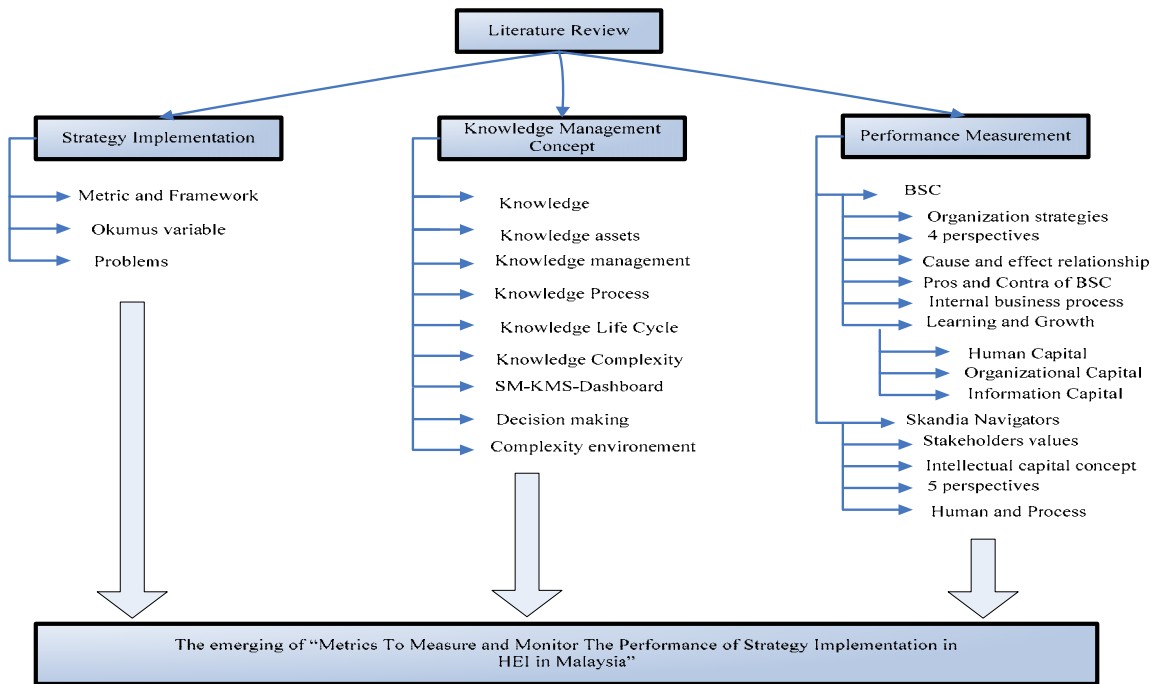 Literature Review
Strategy Implementation
Metric and Framework
Okumus variable
Problems
Knowledge Management
Concept
Knowledge
Knowledge assets
Knowledge management
Knowledge Process
Knowledge Life Cycle
Knowledge Complexity
SM-KMS-Dashboard
Decision making
Complexity environement
Performance Measurement
BSC
Organization strategies
4 perspectives
Cause and effect relationship
Pros and Contra of BSC
Internal business process
Learning and Growth
Human Capital
Organizational Capital
Information Capital
Skandia Navigators
Stakeholders values
Intellectual capital concept
5 perspectives
Human and Process
The emerging of “Metrics To Measure and Monitor The Performance of Strategy Implementation in
HEI in Malaysia”